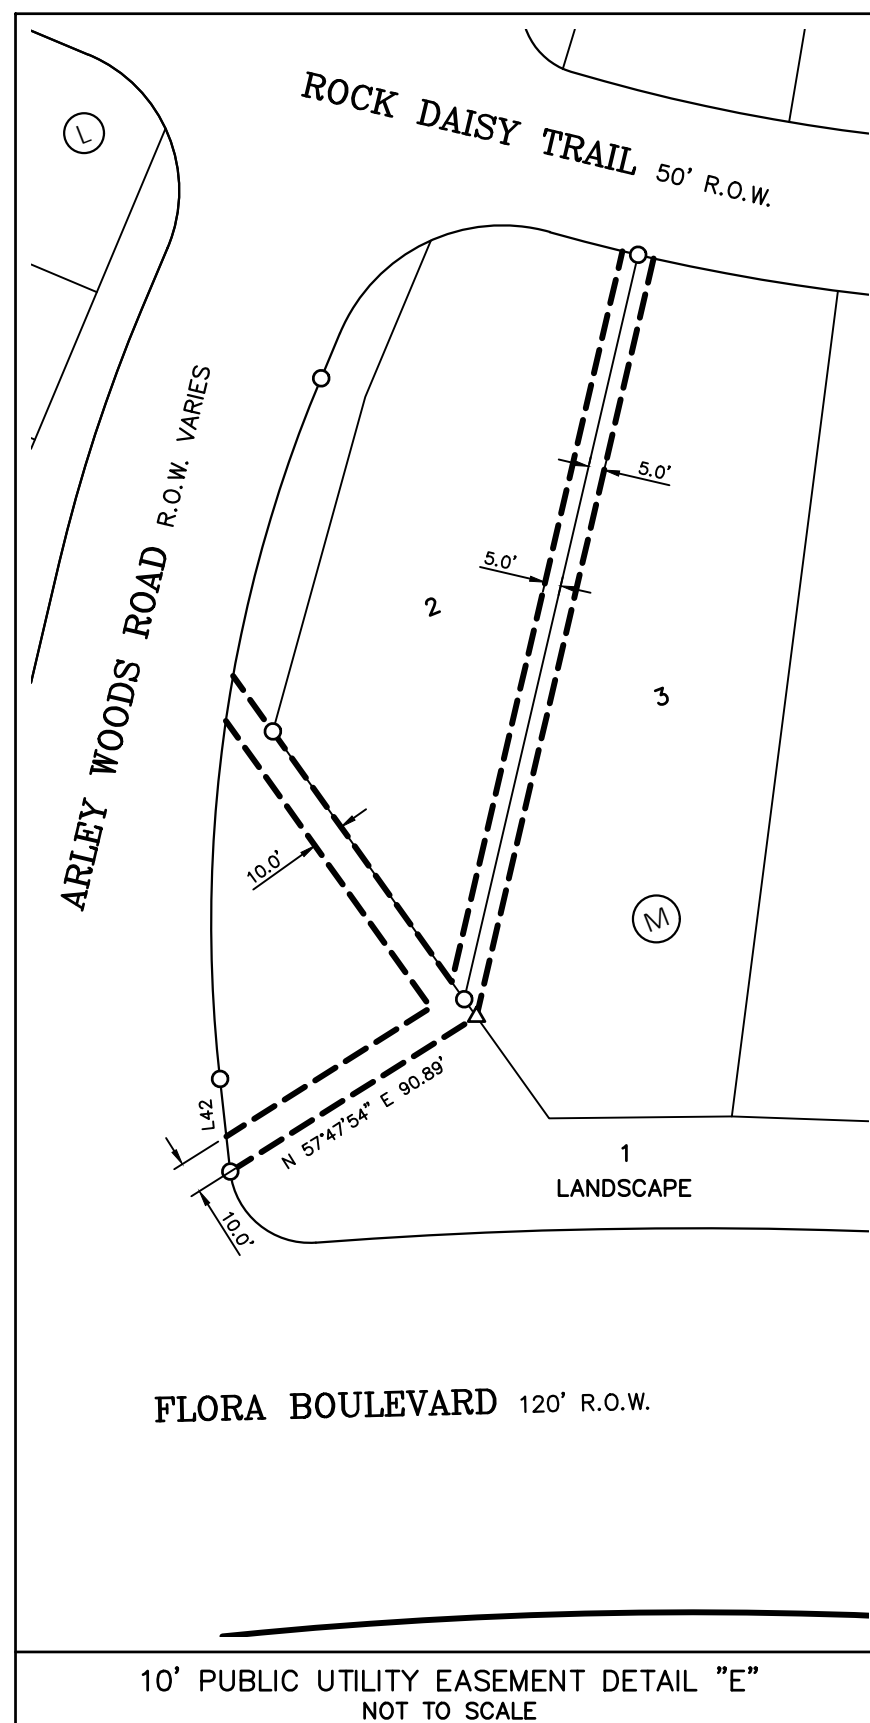 ROCK DAISY TRAIL 50' R.O.W.
L
ARLEY WOODS ROAD R.O.W. VARIES
5.0'
5.0'
2
3
10.0'
M
N 57°47'54" E 90.89'
L42
10.0'
1
LANDSCAPE
FLORA BOULEVARD 120' R.O.W.
10' PUBLIC UTILITY EASEMENT DETAIL "E"
NOT TO SCALE